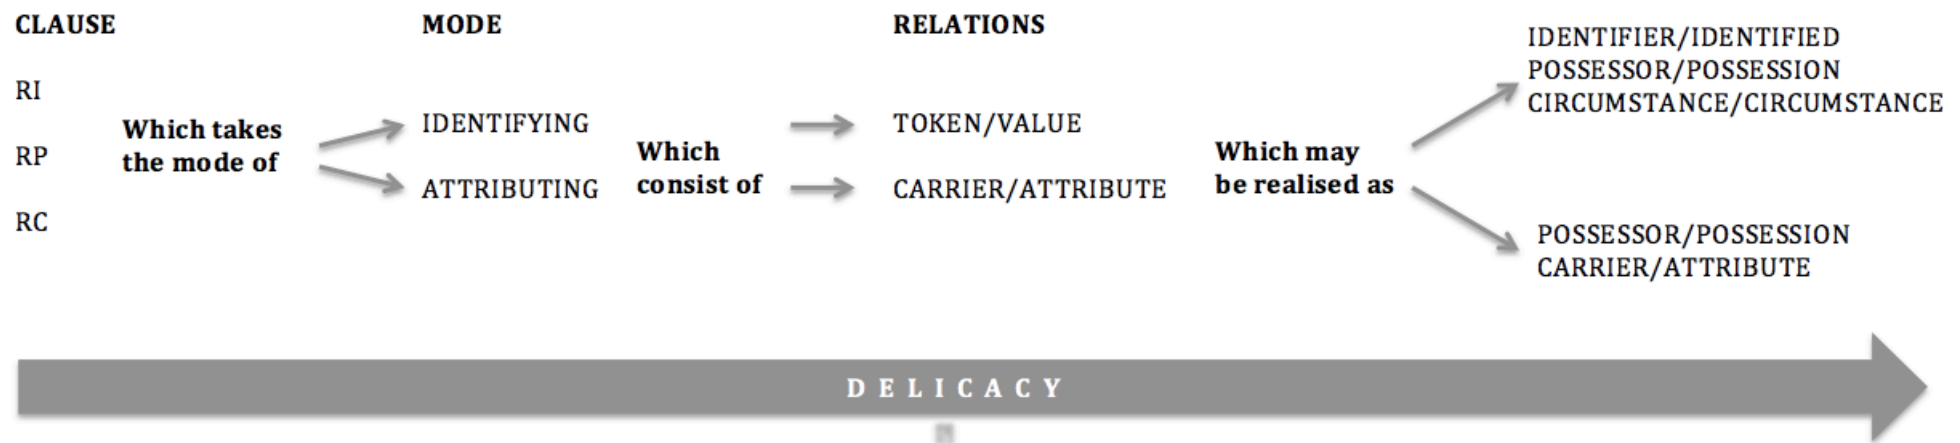 CLAUSE
MODE
RELATIONS
RI
RP
RC
Which takes
the mode of
IDENTIFYING
ATTRIBUTING
Which
consist of
TOKEN/VALUE
CARRIER/ATTRIBUTE
Which may
be realised as
IDENTIFIER/IDENTIFIED
POSSESSOR/POSSESSION
CIRCUMSTANCE/CIRCUMSTANCE
POSSESSOR/POSSESSION
CARRIER/ATTRIBUTE
DELICACY